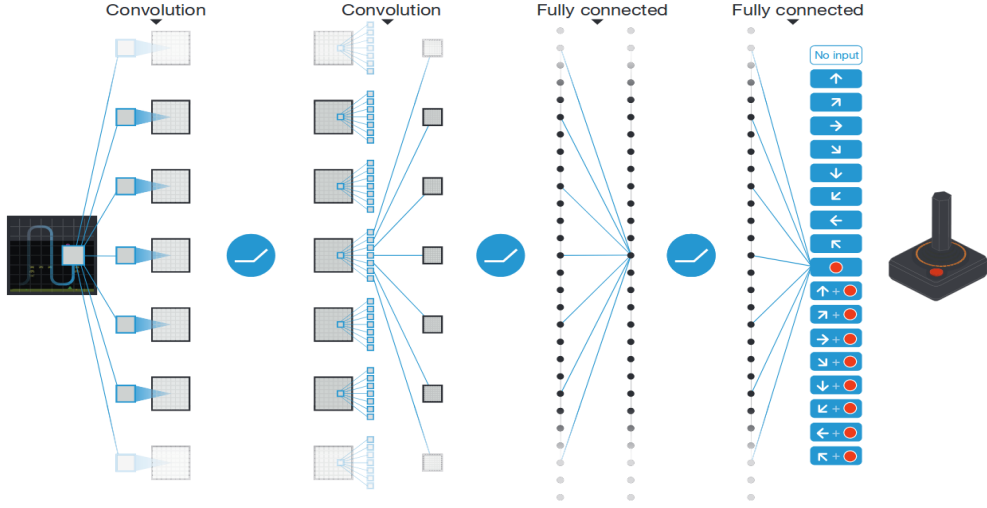 Convolution
Convolution
Fully connected
Fully connected
No input
+
+
+
+
+
+
+
+